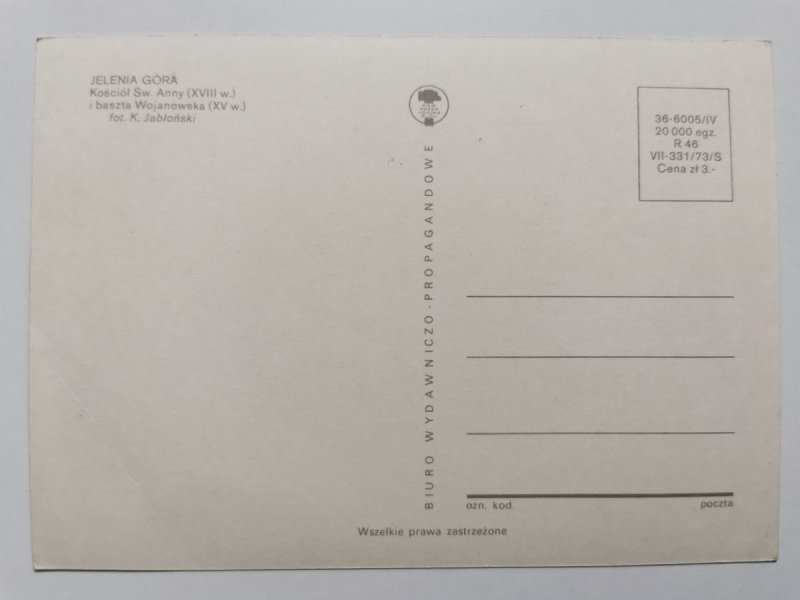 JELENIA GÓRA
Kościół Św. Anny (XVIII w.)
i baszta Wojanowska (XV w.)
fot. K. Jabłoński
BIURO WYDAWNICZO-PROPAGANDOWE
36-6005/IV
20 000 egz.
R 46
VII-331/73/S
Cena zł 3.-
ozn. kod.
poczta
Wszelkie prawa zastrzeżone